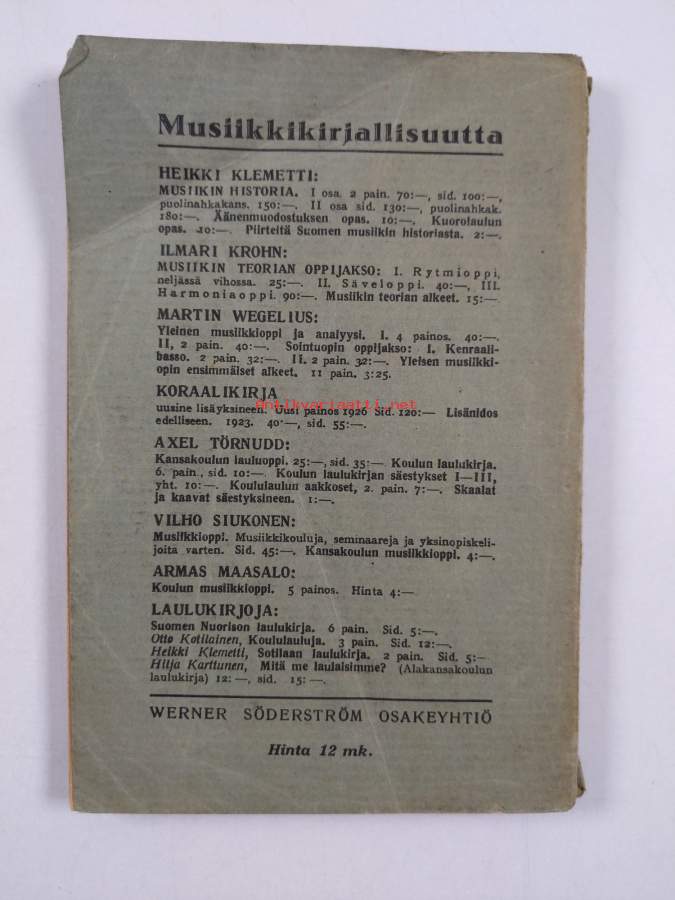 Musiikkikirjallisuutta
HEIKKI KLEMETTI:
MUSIIKIN HISTORIA. I osa. 2 pain. 70:—, sid. 100:—,
puolinahkakans. 150:—. II osa sid. 130:—, puolinahkak.
180:—. Äänenmuodostuksen opas. 10:—. Kuorolaulun
opas. 10:—. Piirteitä Suomen musiikin historiasta. 2:—.
ILMARI KROHN:
MUSIIKIN TEORIAN OPPIJAKSO: I. Rytmioppi,
neljässä vihossa. 25:—. II. Säveloppi. 40:—, III.
Harmoniaoppi. 90:—. Musiikin teorian alkeet. 15:—.
MARTIN WEGELIUS:
Yleinen musiikkioppi ja analyysi. I. 4 painos. 40:—.
II, 2 pain. 40:—. Sointuopin oppijakso: I. Kenraali-
basso. 2 pain. 32:—. II. 2 pain. 32:—. Yleisen musiikki-
opin ensimmäiset alkeet. 11 pain. 3:25.
KORAALIKIRJA
uusine lisäyksineen. Uusi painos 1926 Sid. 120:— Lisänidos
edelliseen. 1923. 40:—, sid. 55:—.
antikvariaatti.net
AXEL TÖRNUDD:
Kansakoulun lauluoppi. 25:—, sid. 35:— Koulun laulukirja.
6. pain., sid. 10:—. Koulun laulukirjan säestykset I—III,
yht. 10:—. Koululaulun aakkoset, 2. pain. 7:—. Skaalat
ja kaavat säestyksineen. 1:—.
VILHO SIUKONEN:
Musiikkioppi. Musiikkikouluja, seminaareja ja yksinopiskeli-
joita varten. Sid. 45:—. Kansakoulun musiikkioppi. 4:—.
ARMAS MAASALO:
Koulun musiikkioppi. 5 painos. Hinta 4:—
LAULUKIRJOJA:
Suomen Nuorison laulukirja. 6 pain. Sid. 5:—.
Otto Kotilainen, Koululauluja. 3 pain. Sid. 12:—.
Heikki Klemetti, Sotilaan laulukirja. 2 pain. Sid. 5:—
Hilja Karttunen, Mitä me laulaisimme? (Alakansakoulun
laulukirja) 12:—, sid. 15:—.
WERNER SÖDERSTRÖM OSAKEYHTIÖ
Hinta 12 mk.